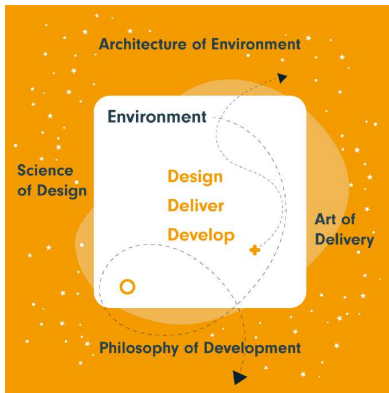 Architecture of Environment
Environment
Science
of Design
Design
Deliver
Develop
Art of
Delivery
Philosophy of Development